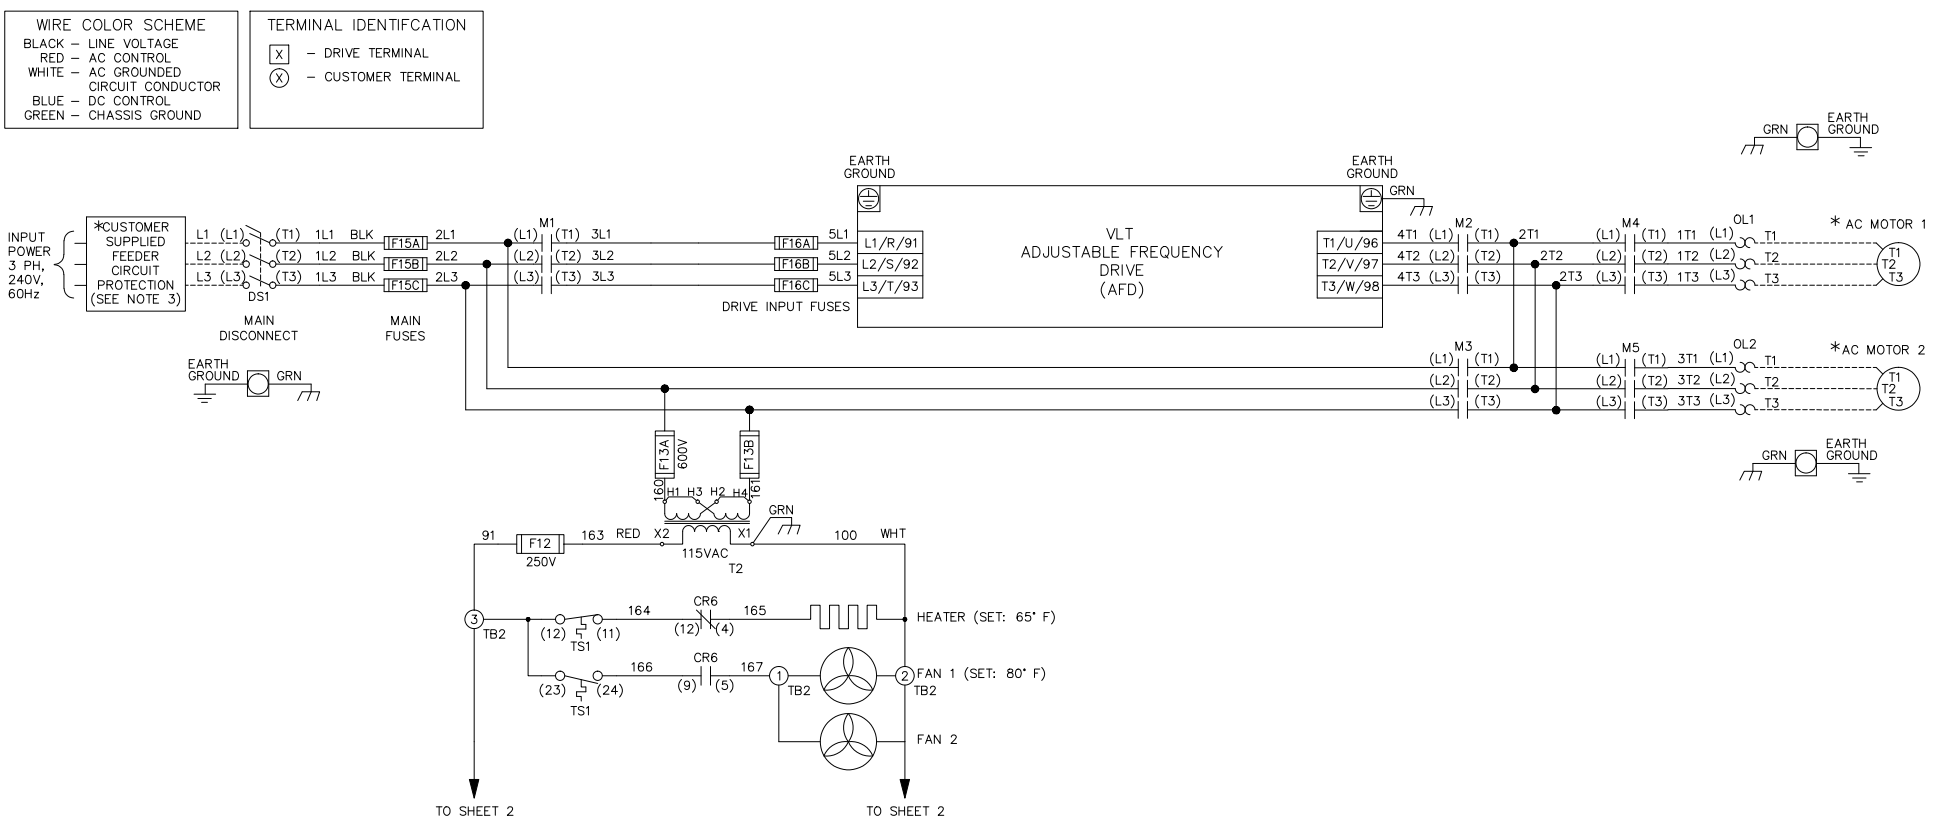 WIRE COLOR SCHEME
BLACK – LINE VOLTAGE
RED – AC CONTROL
WHITE – AC GROUNDED
CIRCUIT CONDUCTOR
BLUE – DC CONTROL
GREEN – CHASSIS GROUND
TERMINAL IDENTIFCATION
X – DRIVE TERMINAL
X – CUSTOMER TERMINAL
EARTH
GROUND
GRN
EARTH
GROUND
EARTH
GROUND
GRN
INPUT
POWER
3 PH,
240V,
60Hz
*CUSTOMER
SUPPLIED
FEEDER
CIRCUIT
PROTECTION
(SEE NOTE 3)
L1 (L1) (T1) 1L1 BLK F15A 2L1 (L1) M1 (T1) 3L1 F16A 5L1 L1/R/91
L2 (L2) (T2) 1L2 BLK F15B 2L2 (L2) (T2) 3L2 F16B 5L2 L2/S/92
L3 (L3) (T3) 1L3 BLK F15C 2L3 (L3) (T3) 3L3 F16C 5L3 L3/T/93
DS1
MAIN
DISCONNECT
MAIN
FUSES
DRIVE INPUT FUSES
VLT
ADJUSTABLE FREQUENCY
DRIVE
(AFD)
T1/U/96 4T1 (L1) M2 (T1) 2T1 (L1) M4 (T1) 1T1 (L1) OL1 T1
T2/V/97 4T2 (L2) (T2) 2T2 (L2) (T2) 1T2 (L2) T2
T3/W/98 4T3 (L3) (T3) 2T3 (L3) (T3) 1T3 (L3) T3
* AC MOTOR 1
T1
T2
T3
EARTH
GROUND
GRN
(L1) M3 (T1) (L1) M5 (T1) 3T1 (L1) OL2 T1
(L2) (T2) (L2) (T2) 3T2 (L2) T2
(L3) (T3) (L3) (T3) 3T3 (L3) T3
*AC MOTOR 2
T1
T2
T3
GRN
EARTH
GROUND
F13A
600V
F13B
160
H1 H3 H2 H4
161
GRN
91 F12 163 RED X2 X1 100 WHT
250V
115VAC
T2
3
TB2
(12) (11)
TS1
164
CR6
(12) (4)
165
HEATER (SET: 65° F)
(23) (24)
TS1
166
CR6
(9) (5)
167
1
TB2
2
TB2
FAN 1 (SET: 80° F)
FAN 2
TO SHEET 2
TO SHEET 2